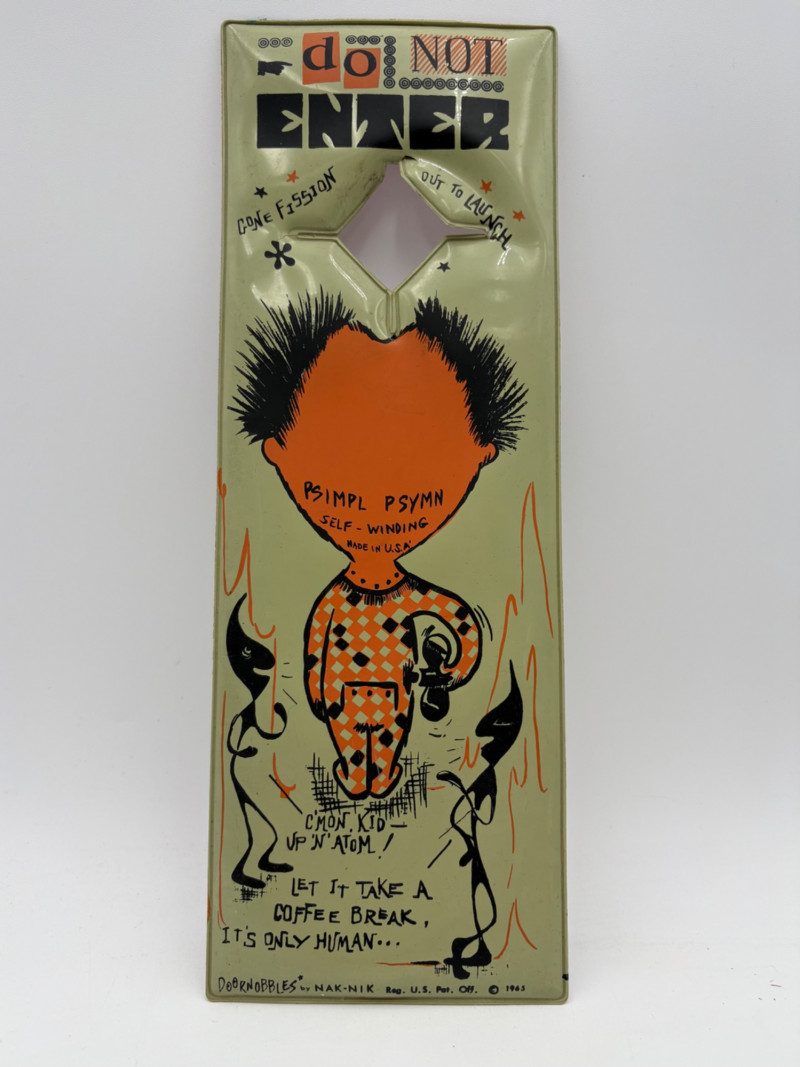 do NOT
ENTER
GONE FISSION
OUT TO LAUNCH
PSIMPL PSYMN
SELF-WINDING
MADE IN U.S.A.
C'MON, KID—
UP 'N' ATOM!
LET IT TAKE A
COFFEE BREAK,
IT'S ONLY HUMAN...
DOORNOBBLES® by NAK-NIK Reg. U.S. Pat. Off. © 1965